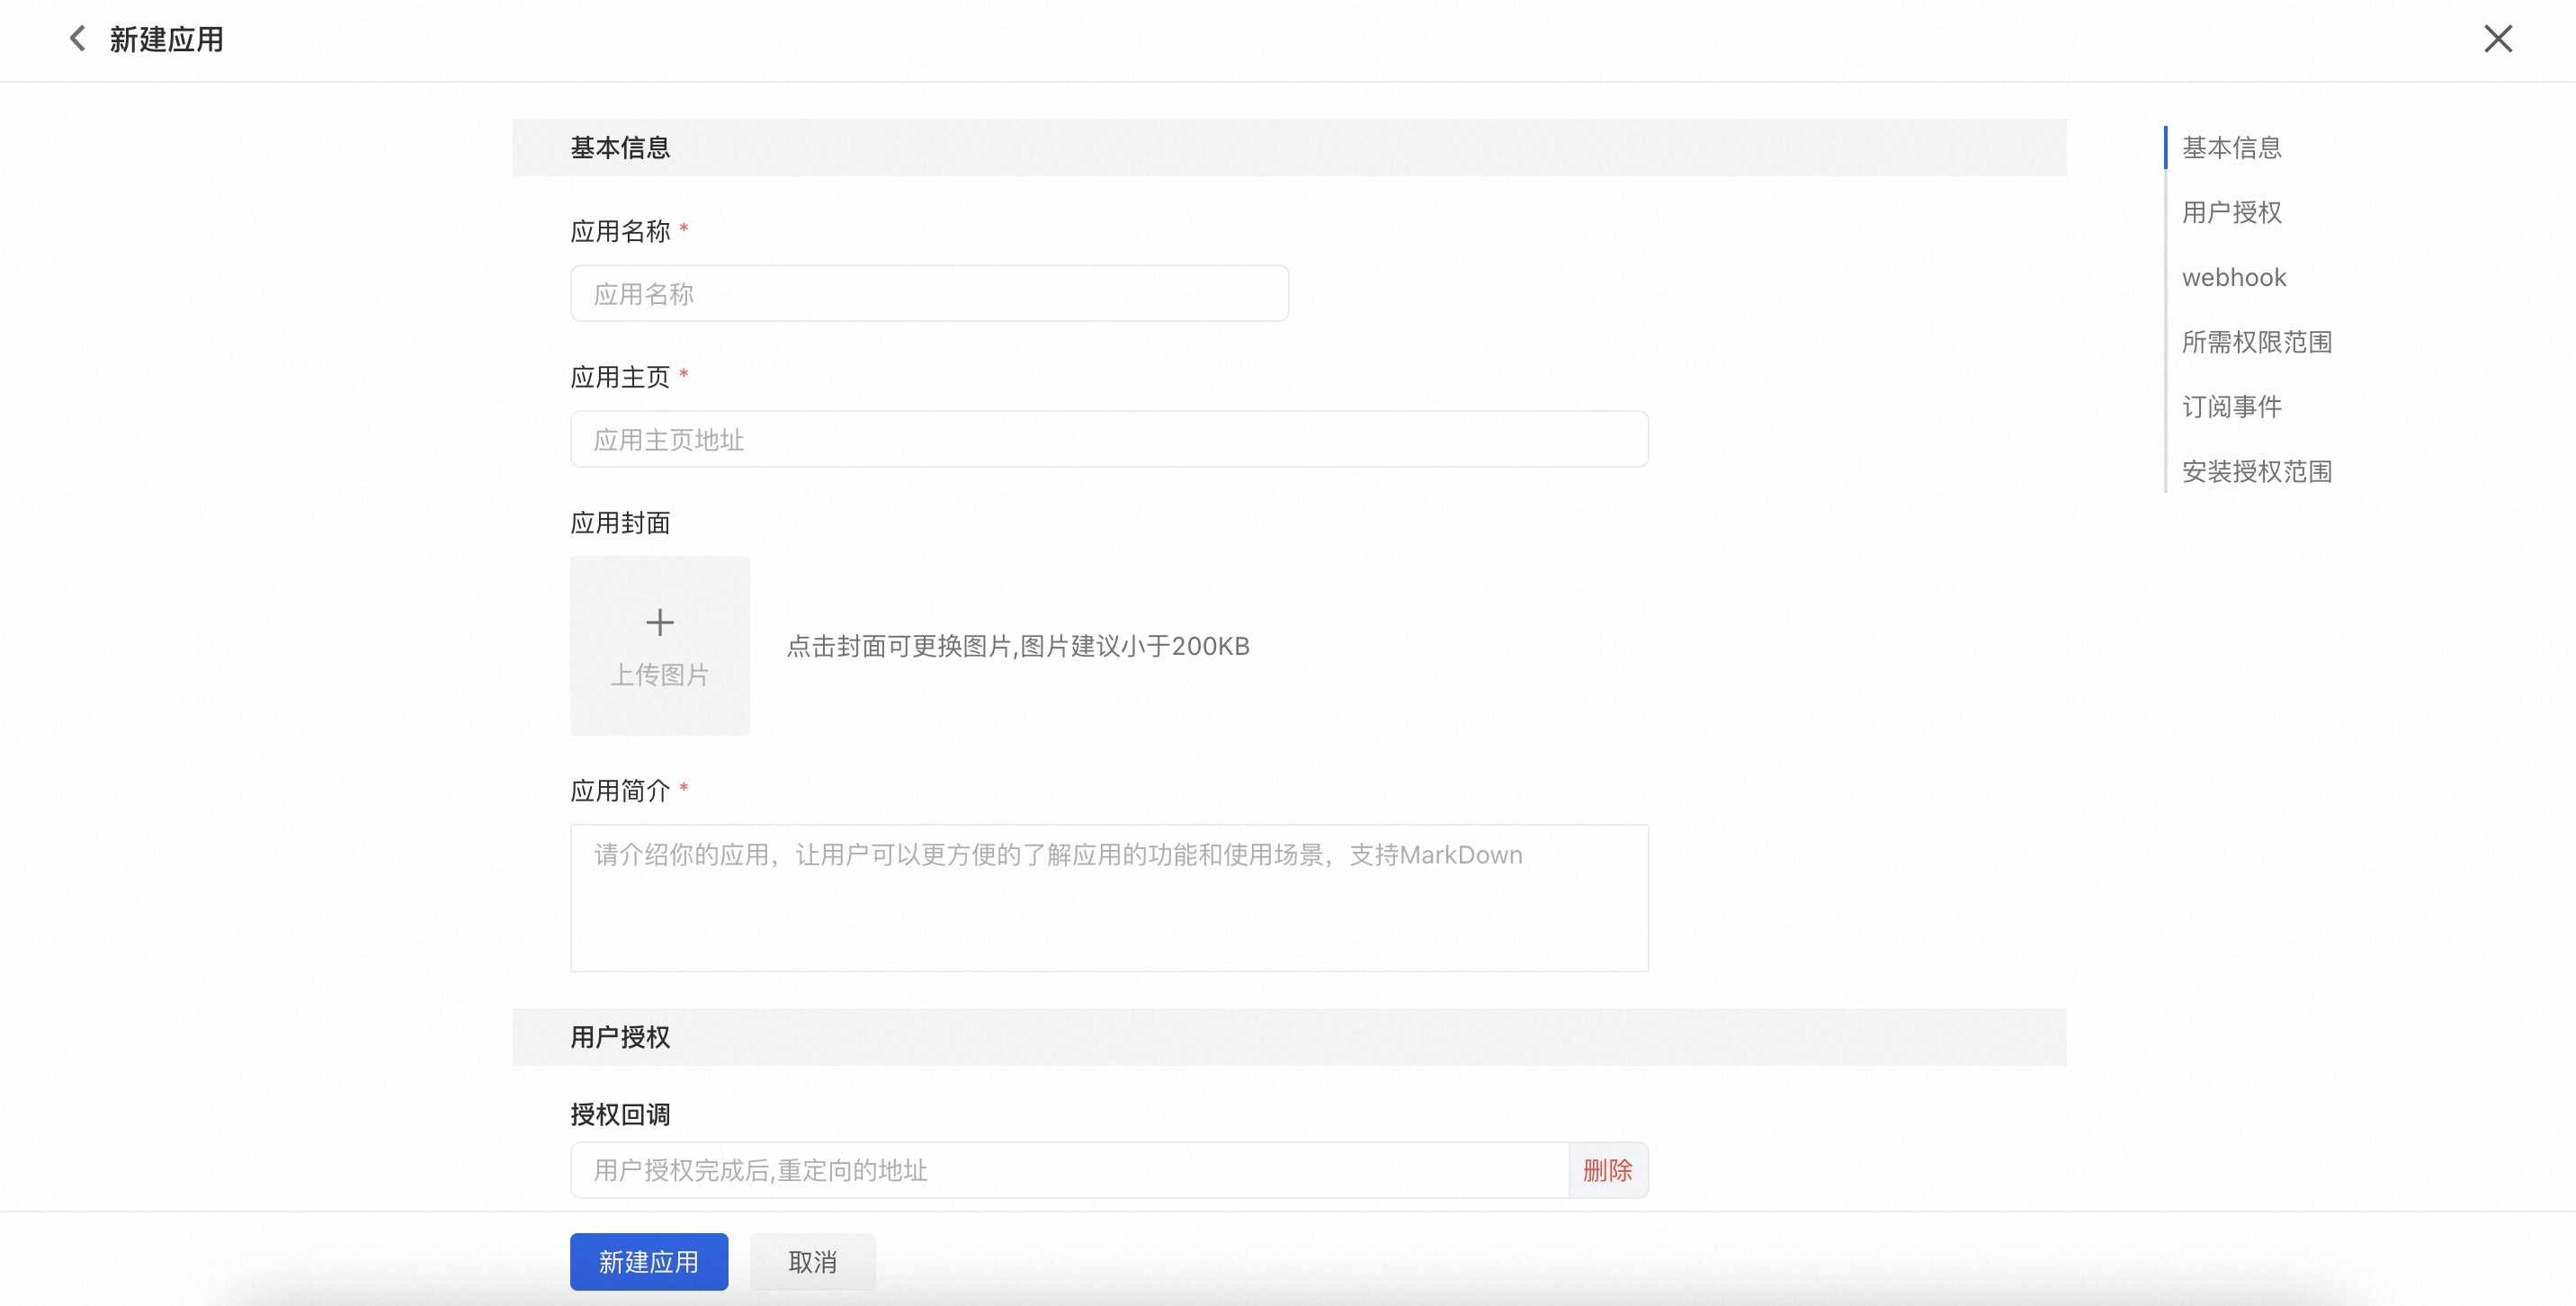 新建应用
基本信息
应用名称 *
应用名称
应用主页 *
应用主页地址
应用封面
上传图片
点击封面可更换图片,图片建议小于200KB
应用简介 *
请介绍你的应用，让用户可以更方便的了解应用的功能和使用场景，支持MarkDown
用户授权
授权回调
用户授权完成后,重定向的地址
删除
新建应用
取消
基本信息
用户授权
webhook
所需权限范围
订阅事件
安装授权范围